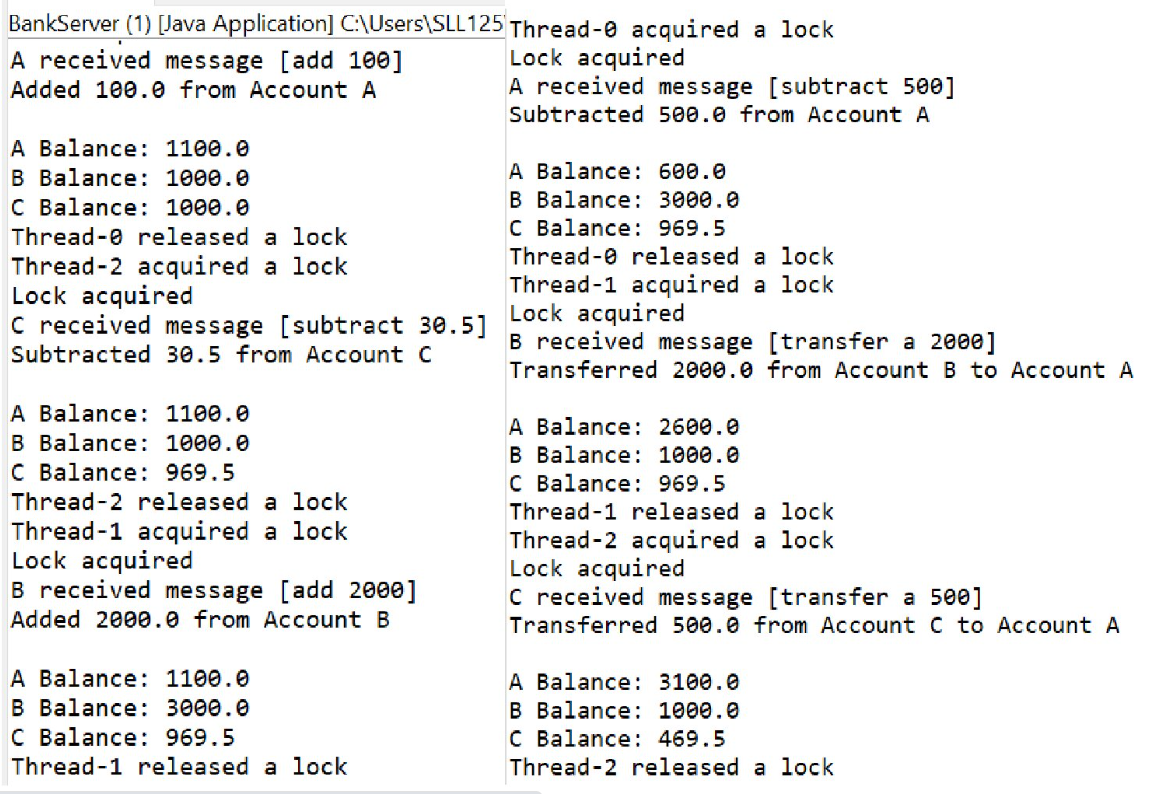 BankServer (1) [Java Application] C:\Users\SLL125
A received message [add 100]
Added 100.0 from Account A
A Balance: 1100.0
B Balance: 1000.0
C Balance: 1000.0
Thread-0 released a lock
Thread-2 acquired a lock
Lock acquired
C received message [subtract 30.5]
Subtracted 30.5 from Account C
A Balance: 1100.0
B Balance: 1000.0
C Balance: 969.5
Thread-2 released a lock
Thread-1 acquired a lock
Lock acquired
B received message [add 2000]
Added 2000.0 from Account B
A Balance: 1100.0
B Balance: 3000.0
C Balance: 969.5
Thread-1 released a lock
Thread-0 acquired a lock
Lock acquired
A received message [subtract 500]
Subtracted 500.0 from Account A
A Balance: 600.0
B Balance: 3000.0
C Balance: 969.5
Thread-0 released a lock
Thread-1 acquired a lock
Lock acquired
B received message [transfer a 2000]
Transferred 2000.0 from Account B to Account A
A Balance: 2600.0
B Balance: 1000.0
C Balance: 969.5
Thread-1 released a lock
Thread-2 acquired a lock
Lock acquired
C received message [transfer a 500]
Transferred 500.0 from Account C to Account A
A Balance: 3100.0
B Balance: 1000.0
C Balance: 469.5
Thread-2 released a lock